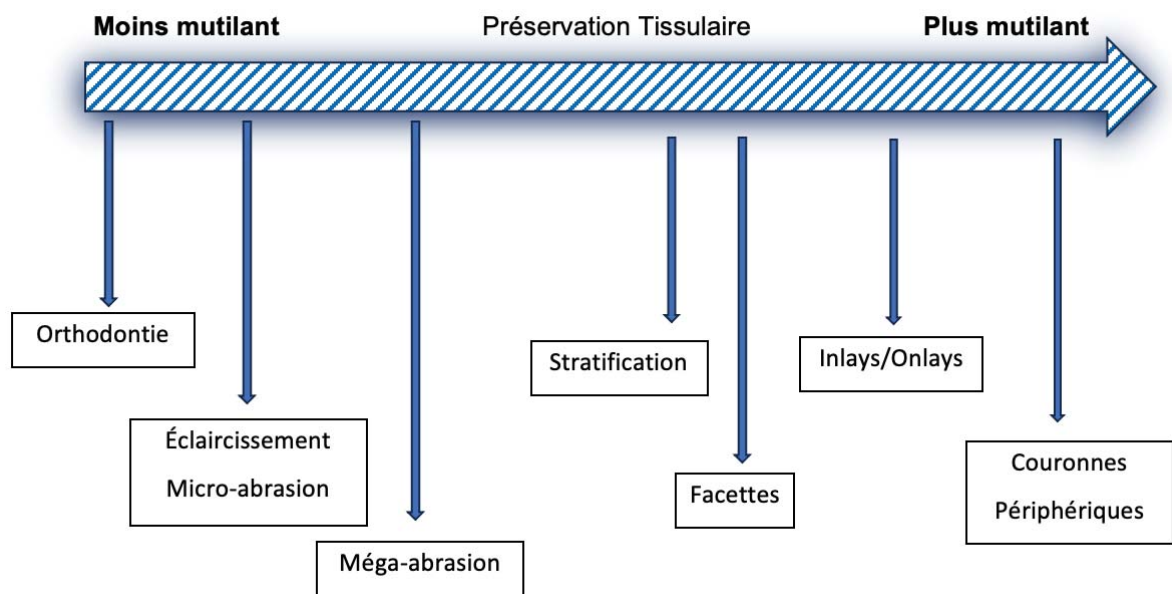 Moins mutilant
Préservation Tissulaire
Plus mutilant
Orthodontie
Éclaircissement
Micro-abrasion
Méga-abrasion
Stratification
Facettes
Inlays/Onlays
Couronnes
Périphériques